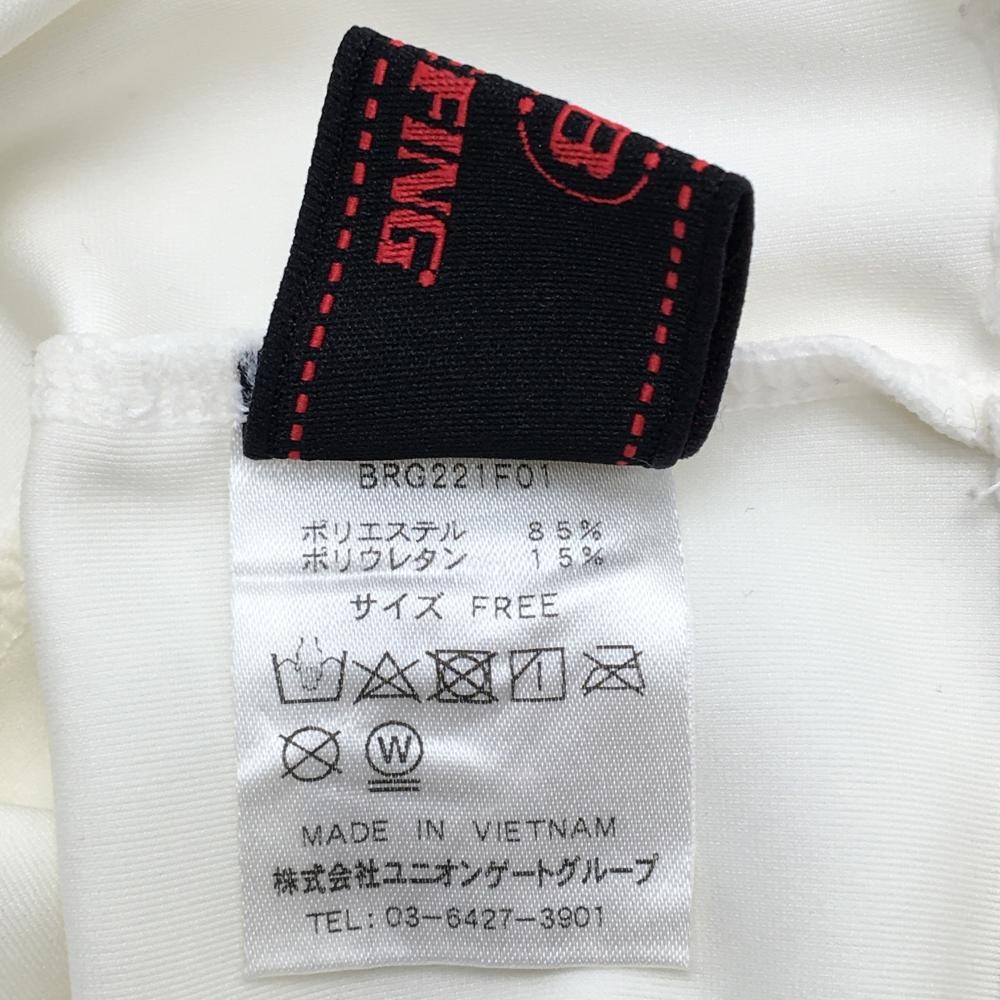 FING.
B
BRG221F01
ポリエステル 85%
ポリウレタン 15%
サイズ FREE
W
MADE IN VIETNAM
株式会社ユニオンゲートグループ
TEL: 03-6427-3901